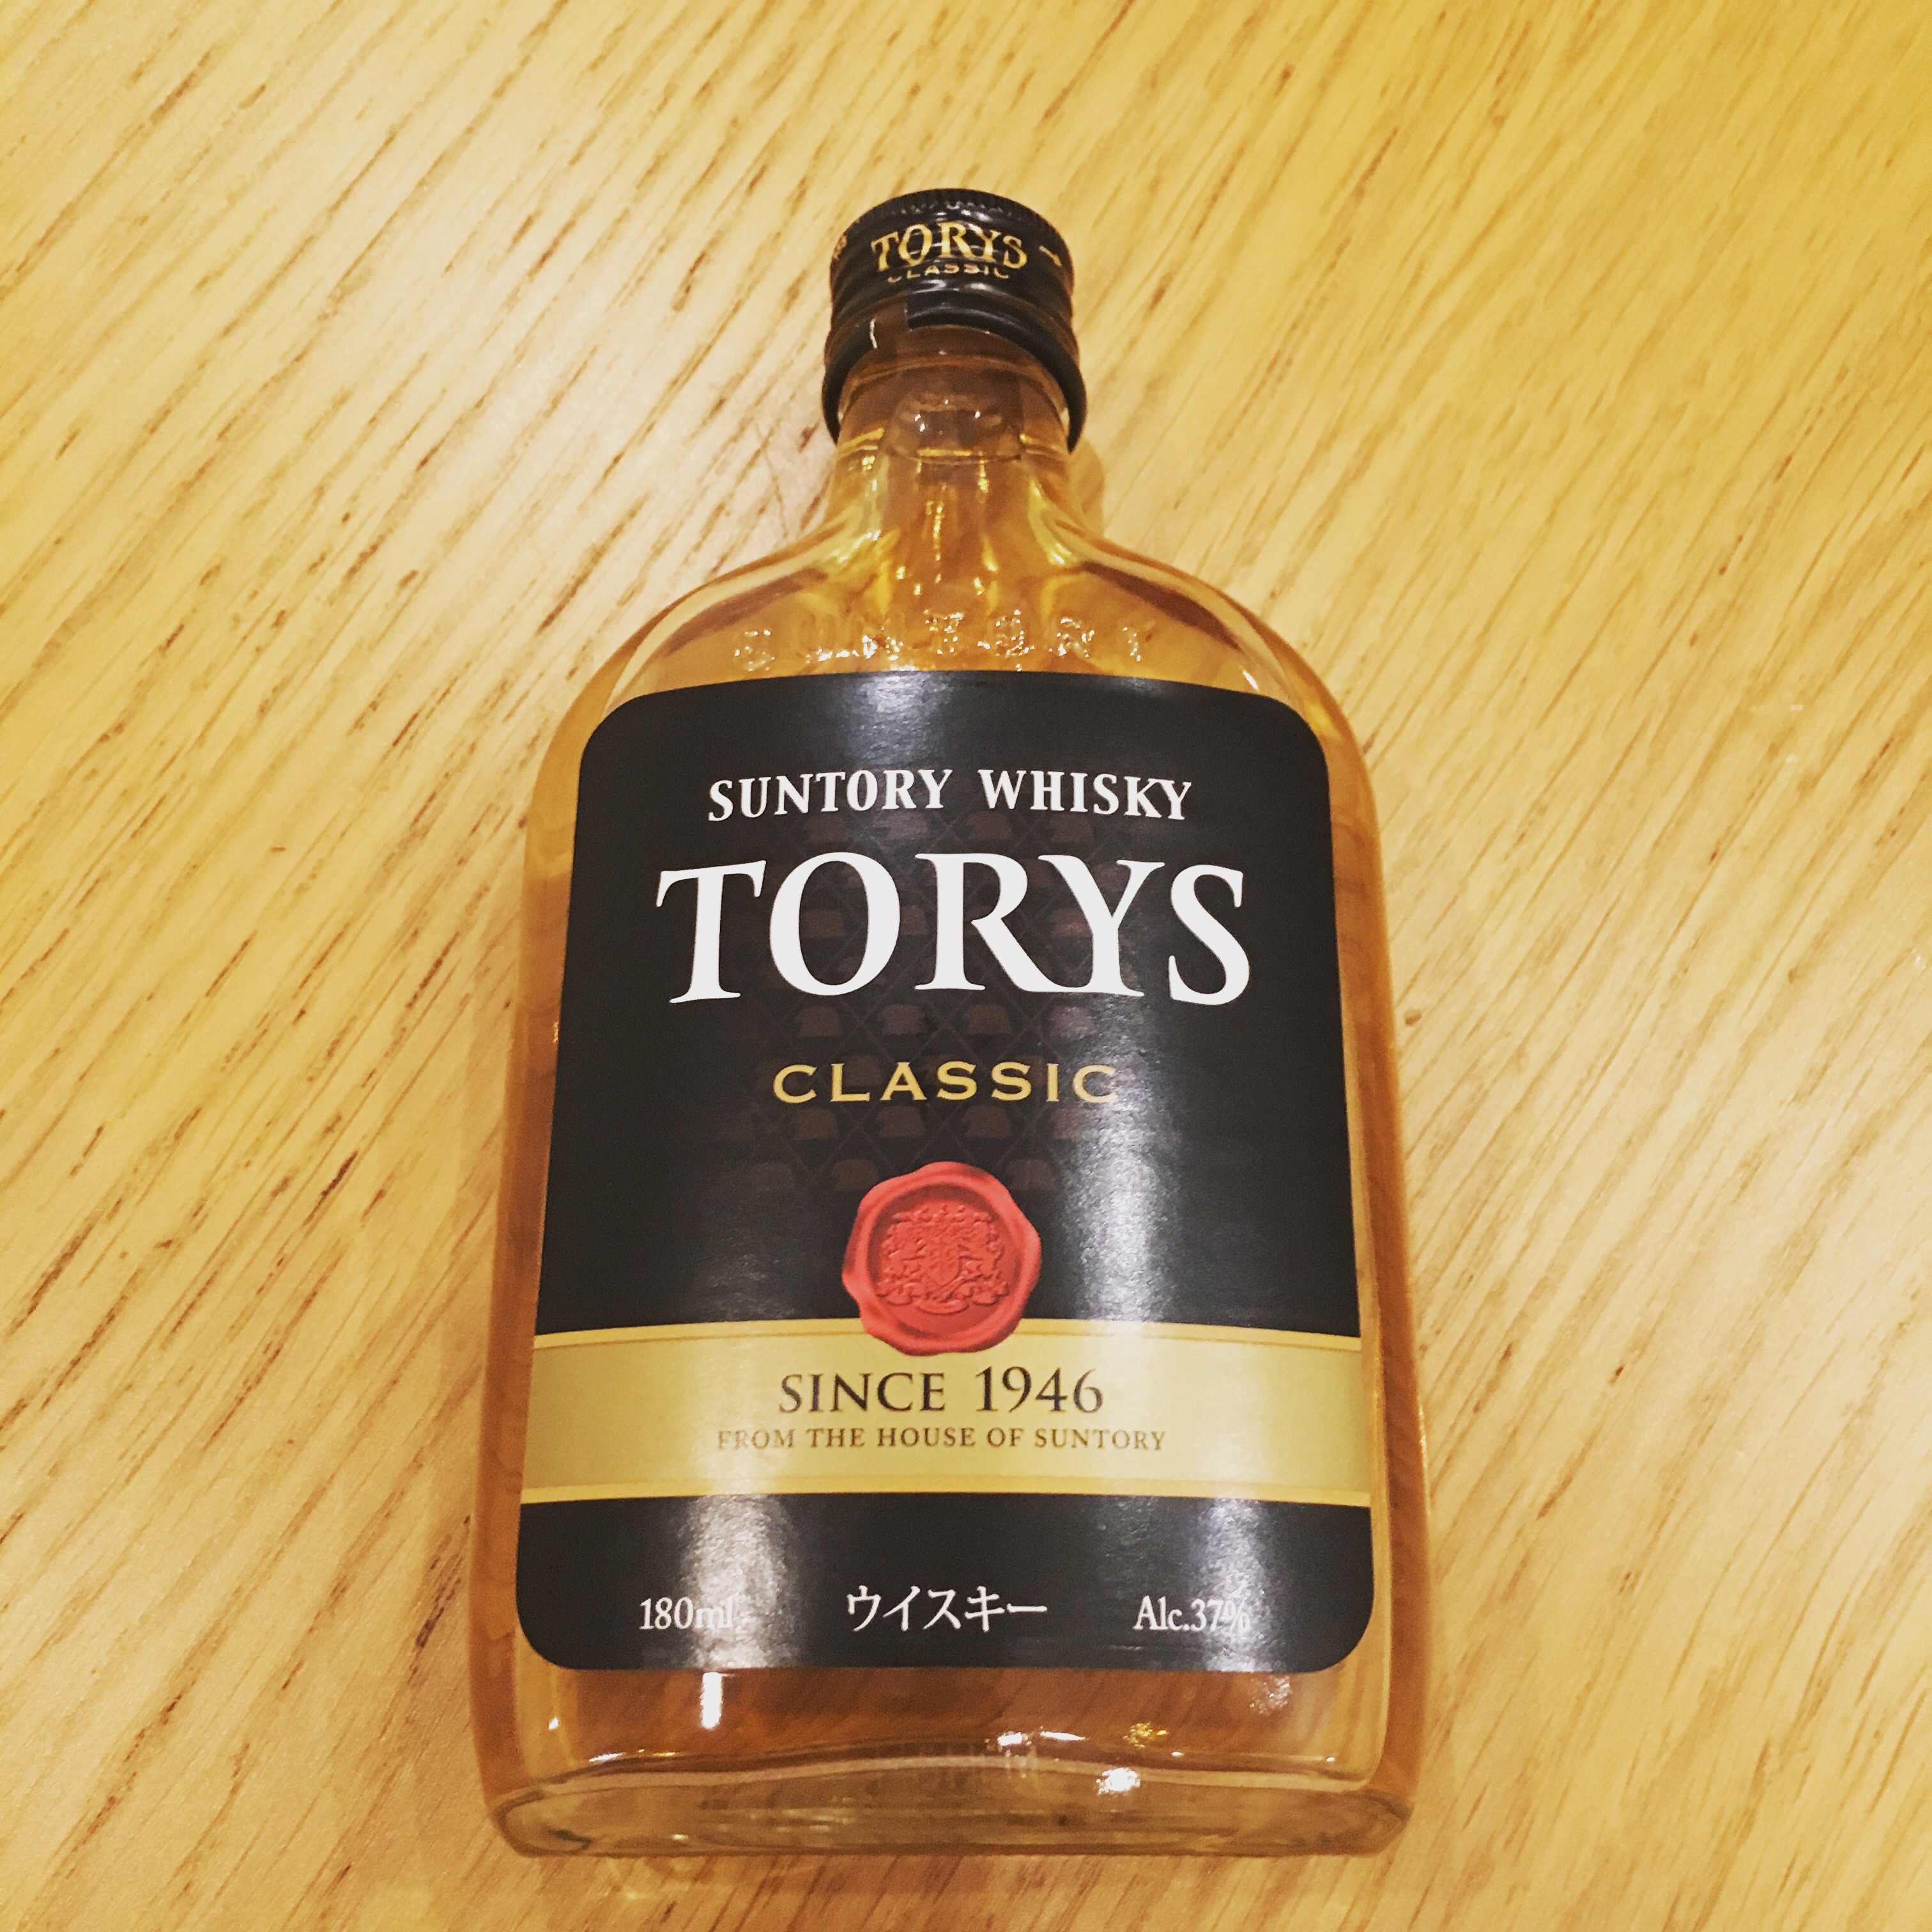 TORYS
CLASSIC
SUNTORY
SUNTORY WHISKY
TORYS
CLASSIC
SINCE 1946
FROM THE HOUSE OF SUNTORY
180ml ウイスキー Alc.37%